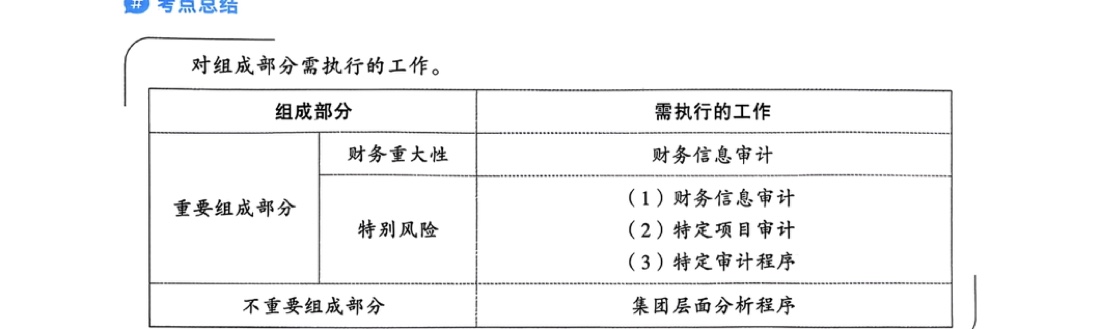 # 考点总结
对组成部分需执行的工作。
组成部分 需执行的工作
重要组成部分 财务重大性 财务信息审计
特别风险 (1)财务信息审计
(2)特定项目审计
(3)特定审计程序
不重要组成部分 集团层面分析程序